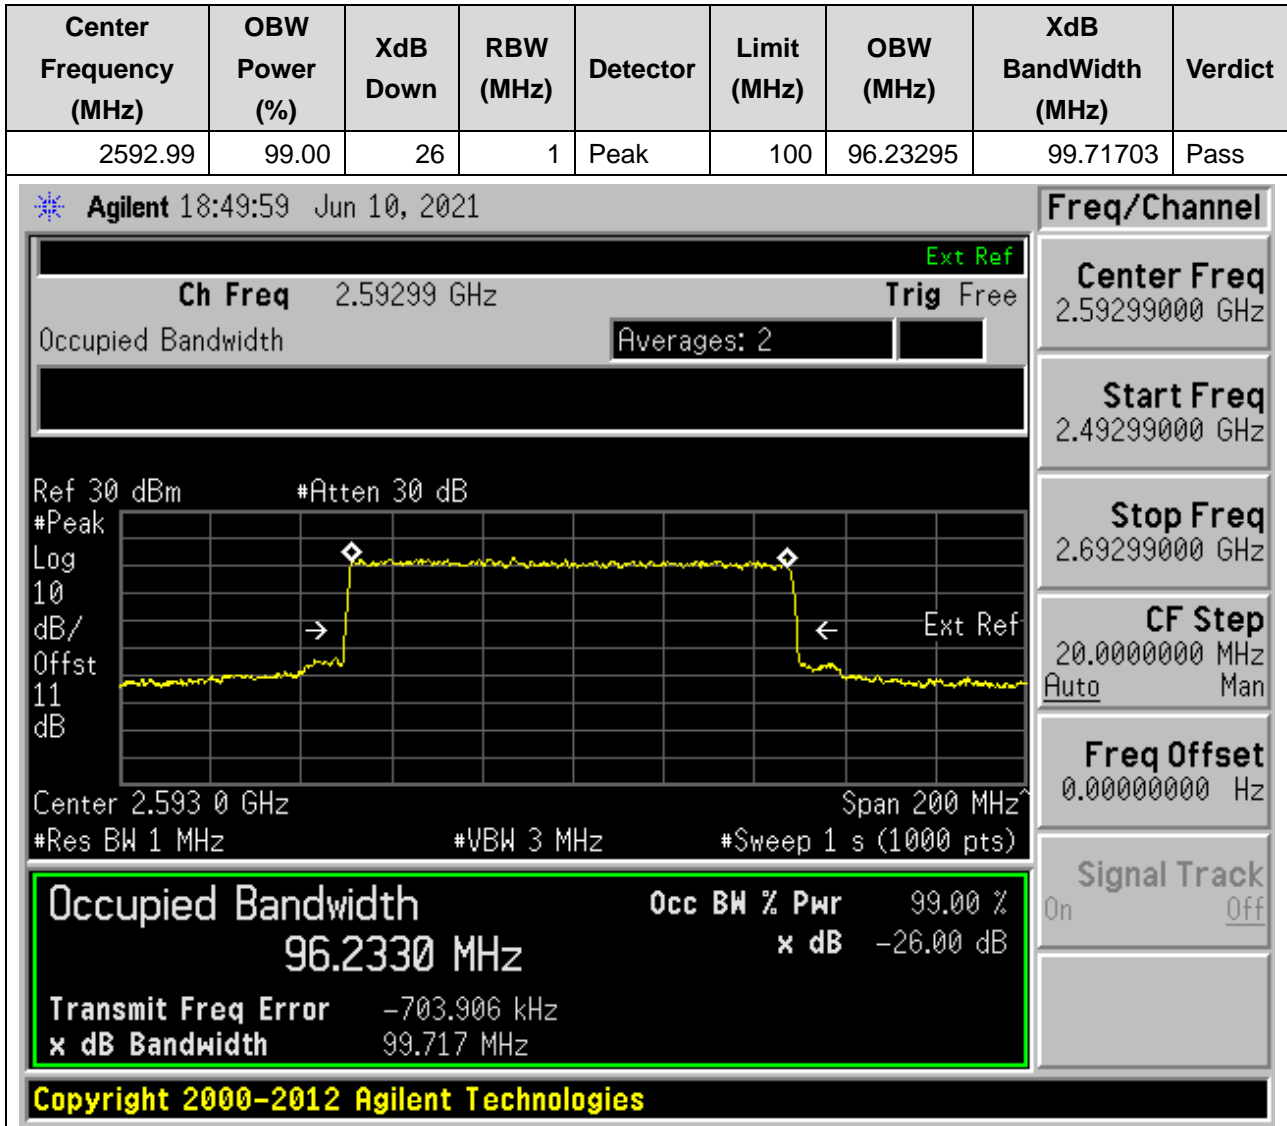 Center Frequency (MHz) OBW Power (%) XdB Down RBW (MHz) Detector Limit (MHz) OBW (MHz) XdB BandWidth (MHz) Verdict
2592.99 99.00 26 1 Peak 100 96.23295 99.71703 Pass
Agilent 18:49:59 Jun 10, 2021
Freq/Channel
Ext Ref
Ch Freq 2.59299 GHz Trig Free
Occupied Bandwidth Averages: 2
Center Freq
2.59299000 GHz
Start Freq
2.49299000 GHz
Stop Freq
2.69299000 GHz
CF Step
20.0000000 MHz
Auto Man
Freq Offset
0.00000000 Hz
Signal Track
On Off
Ref 30 dBm #Atten 30 dB
#Peak
Log
10
dB/
Offst
11
dB
Ext Ref
Center 2.593 0 GHz Span 200 MHz^
#Res BW 1 MHz #VBW 3 MHz #Sweep 1 s (1000 pts)
Occupied Bandwidth Occ BW % Pwr 99.00 %
96.2330 MHz x dB -26.00 dB
Transmit Freq Error -703.906 kHz
x dB Bandwidth 99.717 MHz
Copyright 2000-2012 Agilent Technologies